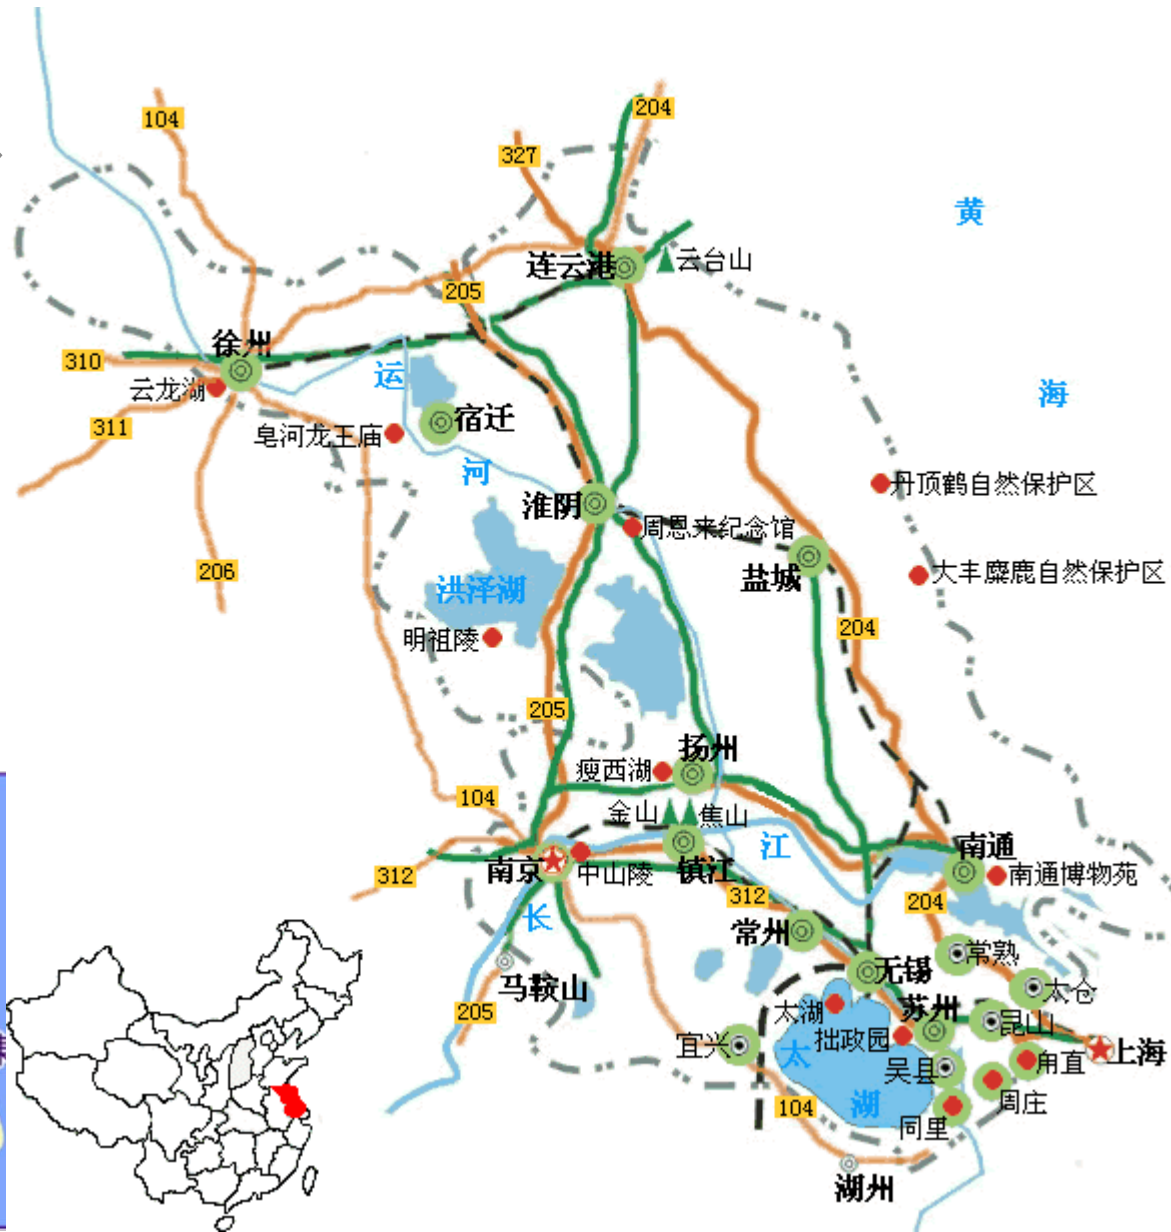 104
204
327
黄
连云港
云台山
205
徐州
310
运
海
云龙湖
宿迁
311
皂河龙王庙
河
丹顶鹤自然保护区
淮阴
周恩来纪念馆
206
盐城
大丰麋鹿自然保护区
洪泽湖
204
明祖陵
205
扬州
瘦西湖
104
金山
焦山
江
南通
南京
中山陵
镇江
312
南通博物苑
312
204
长
常州
常熟
无锡
马鞍山
太仓
205
太湖
苏州
昆山
拙政园
宜兴
太
上海
甪直
吴县
104
湖
周庄
同里
湖州